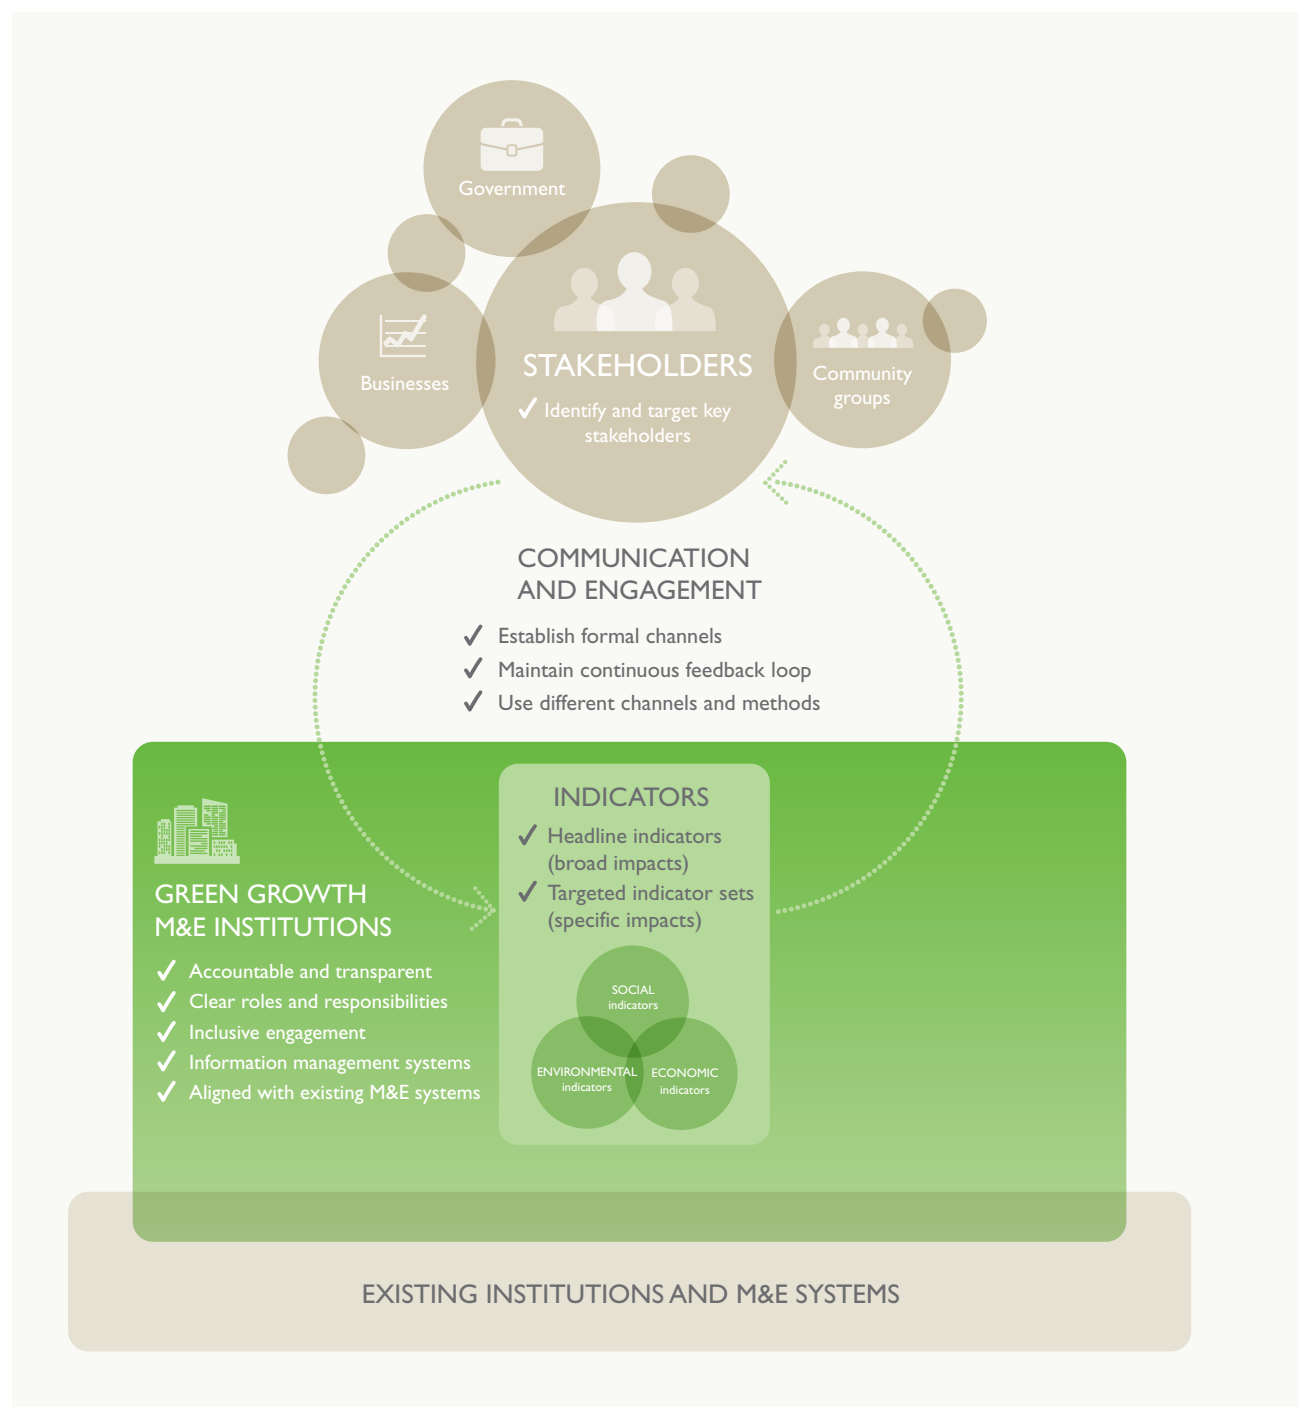 Government
Businesses
STAKEHOLDERS
✓ Identify and target key
stakeholders
Community
groups
COMMUNICATION
AND ENGAGEMENT
✓ Establish formal channels
✓ Maintain continuous feedback loop
✓ Use different channels and methods
GREEN GROWTH
M&E INSTITUTIONS
✓ Accountable and transparent
✓ Clear roles and responsibilities
✓ Inclusive engagement
✓ Information management systems
✓ Aligned with existing M&E systems
INDICATORS
✓ Headline indicators
(broad impacts)
✓ Targeted indicator sets
(specific impacts)
SOCIAL
indicators
ENVIRONMENTAL
indicators
ECONOMIC
indicators
EXISTING INSTITUTIONS AND M&E SYSTEMS